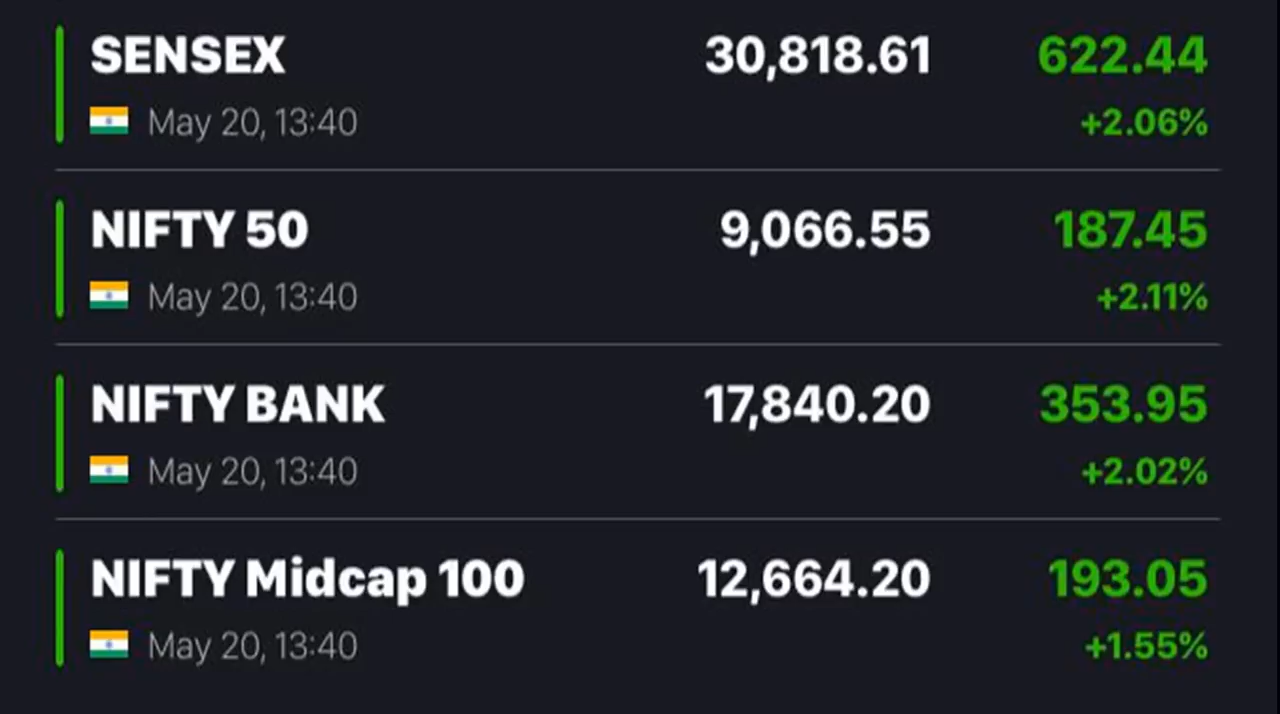 SENSEX 30,818.61 622.44
May 20, 13:40 +2.06%
NIFTY 50 9,066.55 187.45
May 20, 13:40 +2.11%
NIFTY BANK 17,840.20 353.95
May 20, 13:40 +2.02%
NIFTY Midcap 100 12,664.20 193.05
May 20, 13:40 +1.55%